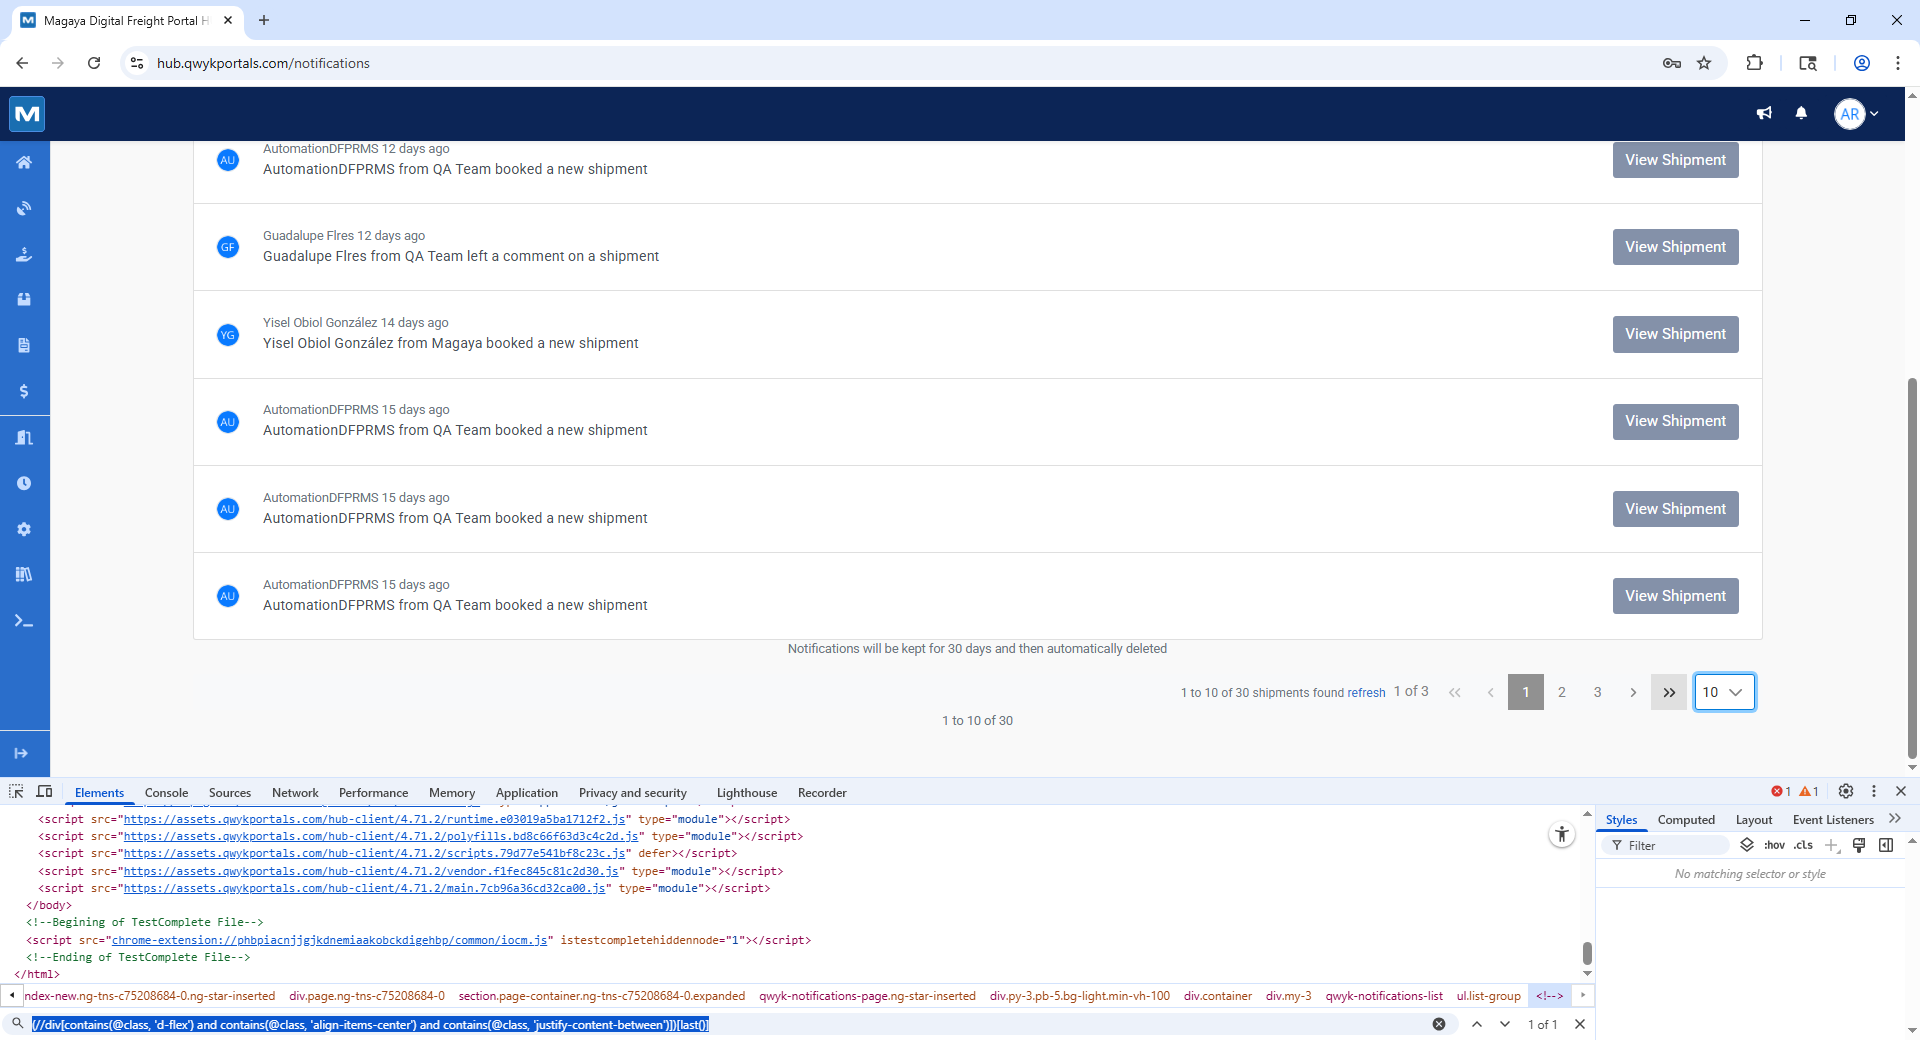 Magaya Digital Freight Portal H
hub.qwykportals.com/notifications
AR
AutomationDFPRMS 12 days ago
AU
AutomationDFPRMS from QA Team booked a new shipment
View Shipment
Guadalupe Flres 12 days ago
GF
Guadalupe Flres from QA Team left a comment on a shipment
View Shipment
Yisel Obiol González 14 days ago
YG
Yisel Obiol González from Magaya booked a new shipment
View Shipment
AutomationDFPRMS 15 days ago
AU
AutomationDFPRMS from QA Team booked a new shipment
View Shipment
AutomationDFPRMS 15 days ago
AU
AutomationDFPRMS from QA Team booked a new shipment
View Shipment
AutomationDFPRMS 15 days ago
AU
AutomationDFPRMS from QA Team booked a new shipment
View Shipment
Notifications will be kept for 30 days and then automatically deleted
1 to 10 of 30 shipments found refresh 1 of 3 « ‹ 1 2 3 › » 10
1 to 10 of 30
Elements Console Sources Network Performance Memory Application Privacy and security Lighthouse Recorder 1 1
<script src="https://assets.qwykportals.com/hub-client/4.71.2/runtime.e03019a5ba1712f2.js" type="module"></script>
<script src="https://assets.qwykportals.com/hub-client/4.71.2/polyfills.bd8c66f63d3c4c2d.js" type="module"></script>
<script src="https://assets.qwykportals.com/hub-client/4.71.2/scripts.79d77e541bf8c23c.js" defer></script>
<script src="https://assets.qwykportals.com/hub-client/4.71.2/vendor.f1fec845c81c2d30.js" type="module"></script>
<script src="https://assets.qwykportals.com/hub-client/4.71.2/main.7cb96a36cd32ca00.js" type="module"></script>
</body>
<!--Begining of TestComplete File-->
<script src="chrome-extension://phbpiacnjjgjkdnemiaakobckdigehbp/common/iocm.js" istestcompletehiddennode="1"></script>
<!--Ending of TestComplete File-->
</html>
Styles Computed Layout Event Listeners
Filter :hov .cls
No matching selector or style
ndex-new.ng-tns-c75208684-0.ng-star-inserted div.page.ng-tns-c75208684-0 section.page-container.ng-tns-c75208684-0.expanded qwyk-notifications-page.ng-star-inserted div.py-3.pb-5.bg-light.min-vh-100 div.container div.my-3 qwyk-notifications-list ul.list-group <!-->
(//div[contains(@class, 'd-flex') and contains(@class, 'align-items-center') and contains(@class, 'justify-content-between')])[last()] 1 of 1